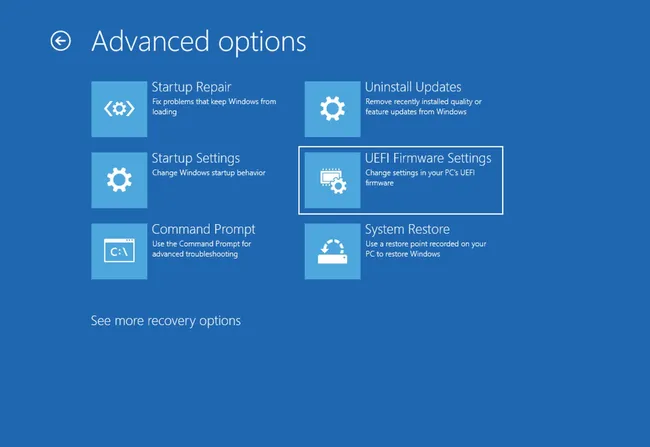 Advanced options
Startup Repair
Fix problems that keep Windows from
loading
Uninstall Updates
Remove recently installed quality or
feature updates from Windows
Startup Settings
Change Windows startup behavior
UEFI Firmware Settings
Change settings in your PC's UEFI
firmware
C:\
Command Prompt
Use the Command Prompt for
advanced troubleshooting
System Restore
Use a restore point recorded on your
PC to restore Windows
See more recovery options